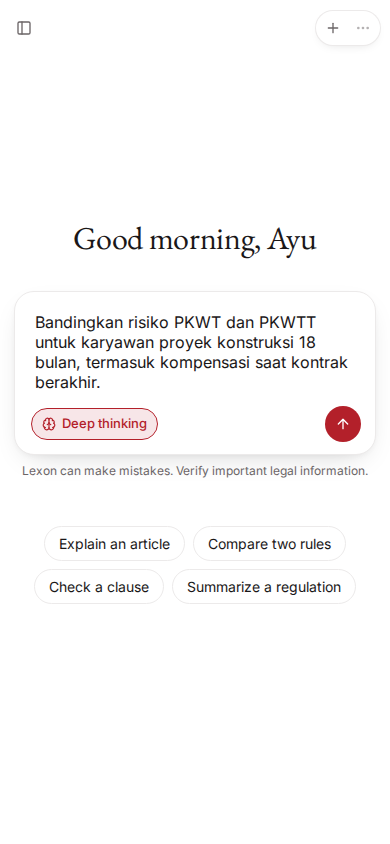 Good morning, Ayu
Bandingkan risiko PKWT dan PKWTT
untuk karyawan proyek konstruksi 18
bulan, termasuk kompensasi saat kontrak
berakhir.
Deep thinking
Lexon can make mistakes. Verify important legal information.
Explain an article
Compare two rules
Check a clause
Summarize a regulation